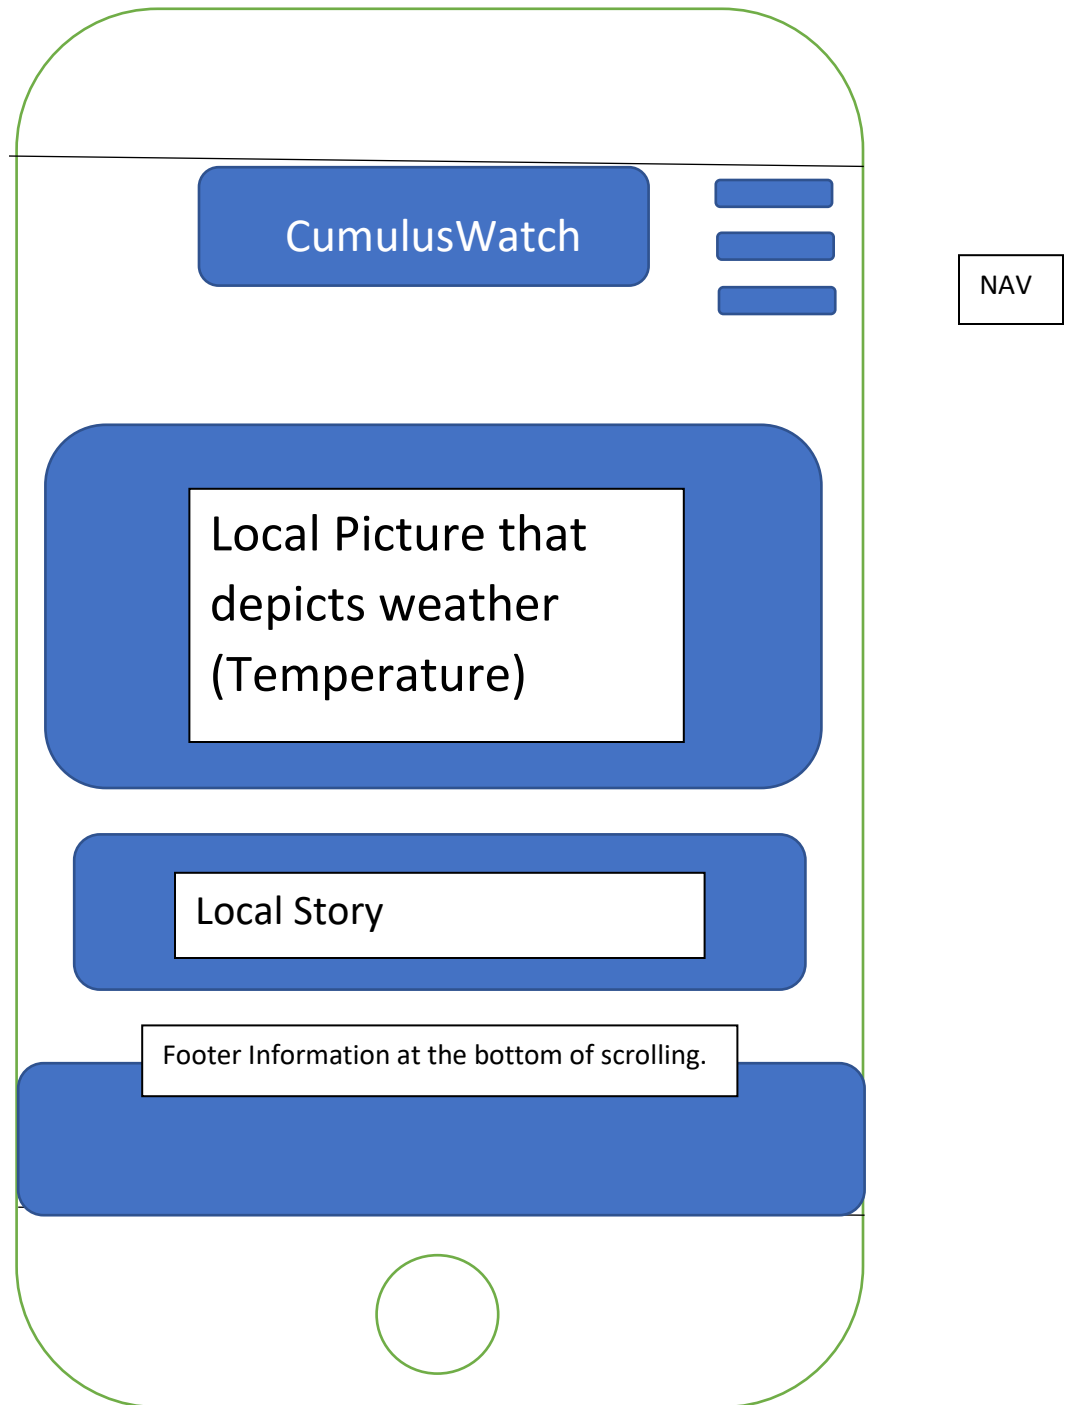 CumulusWatch
NAV
Local Picture that
depicts weather
(Temperature)
Local Story
Footer Information at the bottom of scrolling.